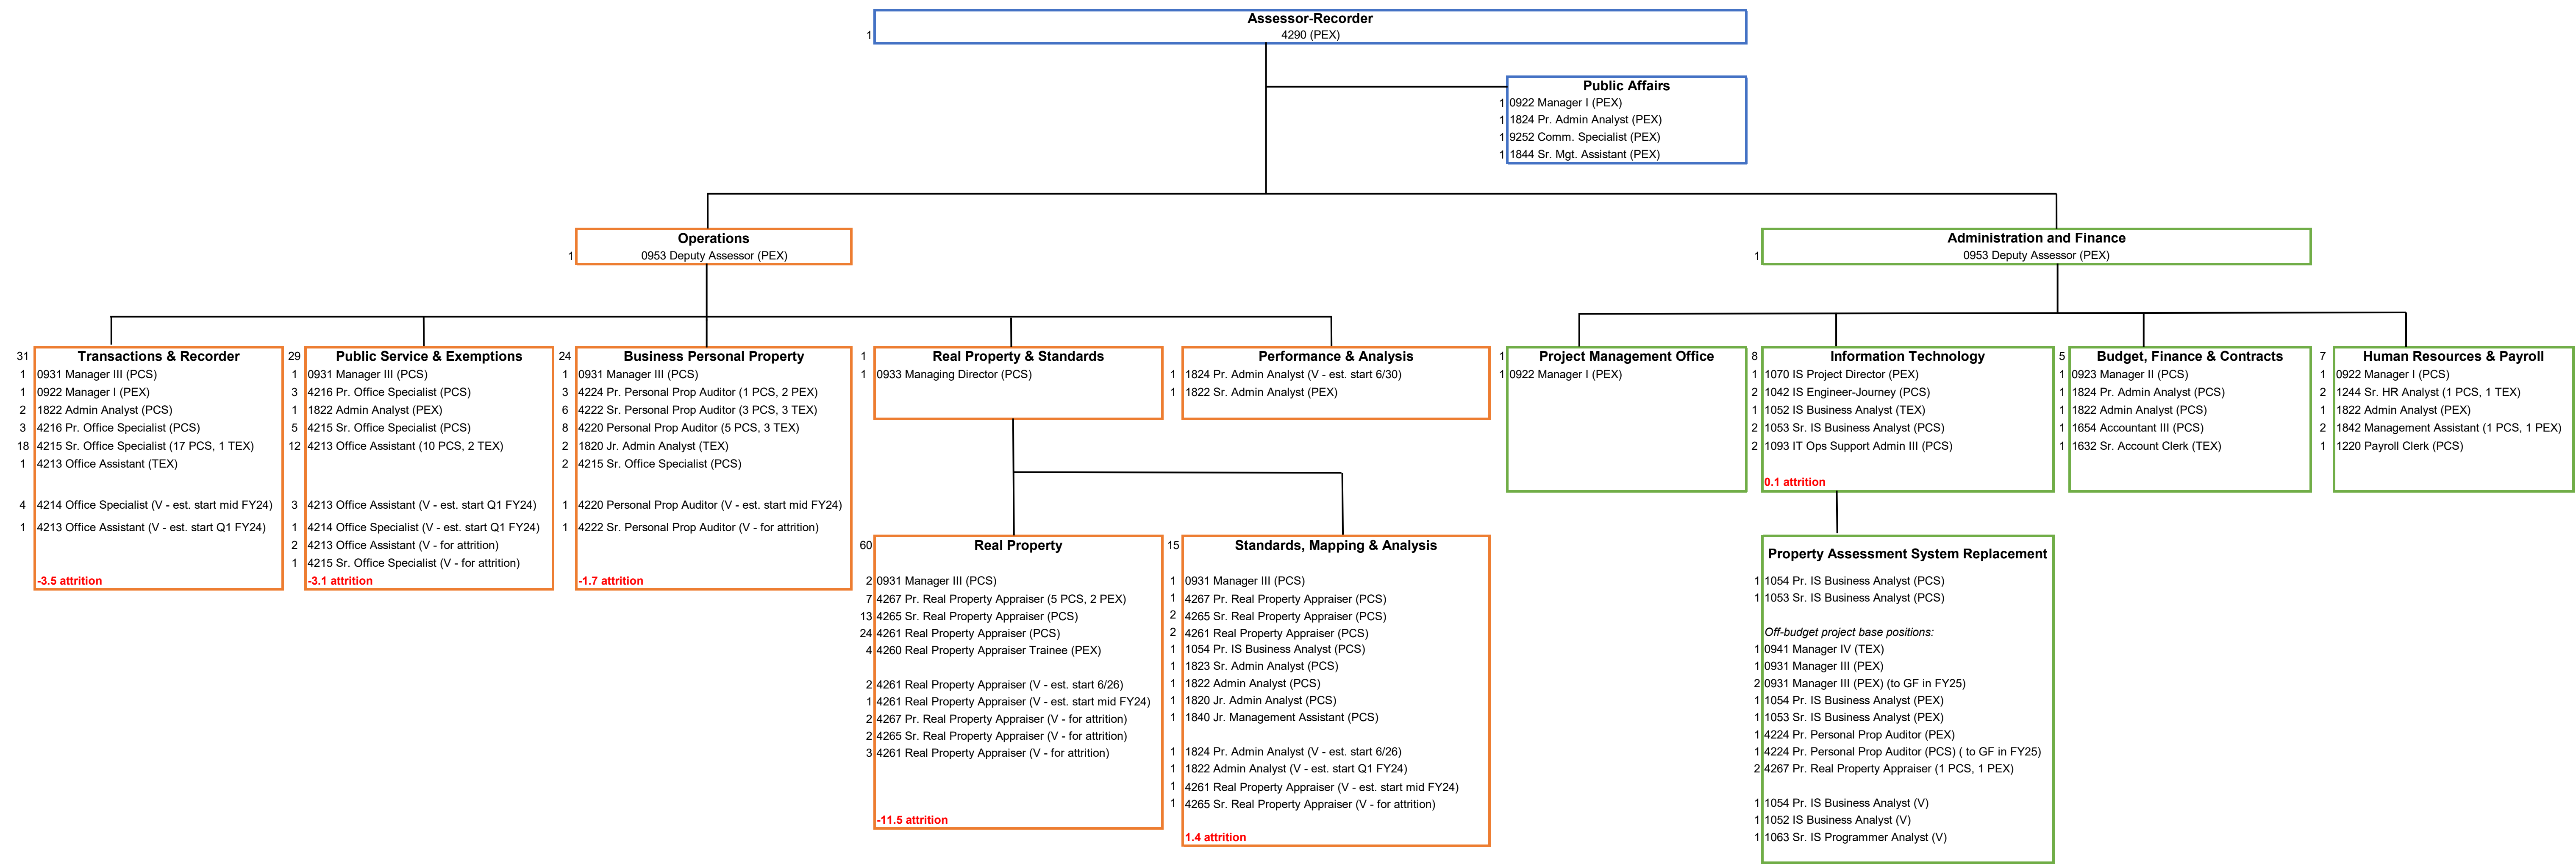 Assessor-Recorder
1 4290 (PEX)
Public Affairs
1 0922 Manager I (PEX)
1 1824 Pr. Admin Analyst (PEX)
1 9252 Comm. Specialist (PEX)
1 1844 Sr. Mgt. Assistant (PEX)
Operations
1 0953 Deputy Assessor (PEX)
Administration and Finance
1 0953 Deputy Assessor (PEX)
31 Transactions & Recorder
1 0931 Manager III (PCS)
1 0922 Manager I (PEX)
2 1822 Admin Analyst (PCS)
3 4216 Pr. Office Specialist (PCS)
18 4215 Sr. Office Specialist (17 PCS, 1 TEX)
1 4213 Office Assistant (TEX)
4 4214 Office Specialist (V - est. start mid FY24)
1 4213 Office Assistant (V - est. start Q1 FY24)
-3.5 attrition
29 Public Service & Exemptions
1 0931 Manager III (PCS)
3 4216 Pr. Office Specialist (PCS)
1 1822 Admin Analyst (PEX)
5 4215 Sr. Office Specialist (PCS)
12 4213 Office Assistant (10 PCS, 2 TEX)
3 4213 Office Assistant (V - est. start Q1 FY24)
1 4214 Office Specialist (V - est. start Q1 FY24)
2 4213 Office Assistant (V - for attrition)
1 4215 Sr. Office Specialist (V - for attrition)
-3.1 attrition
24 Business Personal Property
1 0931 Manager III (PCS)
3 4224 Pr. Personal Prop Auditor (1 PCS, 2 PEX)
6 4222 Sr. Personal Prop Auditor (3 PCS, 3 TEX)
8 4220 Personal Prop Auditor (5 PCS, 3 TEX)
2 1820 Jr. Admin Analyst (TEX)
2 4215 Sr. Office Specialist (PCS)
1 4220 Personal Prop Auditor (V - est. start mid FY24)
1 4222 Sr. Personal Prop Auditor (V - for attrition)
-1.7 attrition
1 Real Property & Standards
1 0933 Managing Director (PCS)
Performance & Analysis
1 1824 Pr. Admin Analyst (V - est. start 6/30)
1 1822 Sr. Admin Analyst (PEX)
1 Project Management Office
1 0922 Manager I (PEX)
8 Information Technology
1 1070 IS Project Director (PEX)
2 1042 IS Engineer-Journey (PCS)
1 1052 IS Business Analyst (TEX)
2 1053 Sr. IS Business Analyst (PCS)
2 1093 IT Ops Support Admin III (PCS)
0.1 attrition
5 Budget, Finance & Contracts
1 0923 Manager II (PCS)
1 1824 Pr. Admin Analyst (PCS)
1 1822 Admin Analyst (PCS)
1 1654 Accountant III (PCS)
1 1632 Sr. Account Clerk (TEX)
7 Human Resources & Payroll
1 0922 Manager I (PCS)
2 1244 Sr. HR Analyst (1 PCS, 1 TEX)
1 1822 Admin Analyst (PEX)
2 1842 Management Assistant (1 PCS, 1 PEX)
1 1220 Payroll Clerk (PCS)
60 Real Property
2 0931 Manager III (PCS)
7 4267 Pr. Real Property Appraiser (5 PCS, 2 PEX)
13 4265 Sr. Real Property Appraiser (PCS)
24 4261 Real Property Appraiser (PCS)
4 4260 Real Property Appraiser Trainee (PEX)
2 4261 Real Property Appraiser (V - est. start 6/26)
1 4261 Real Property Appraiser (V - est. start mid FY24)
2 4267 Pr. Real Property Appraiser (V - for attrition)
2 4265 Sr. Real Property Appraiser (V - for attrition)
3 4261 Real Property Appraiser (V - for attrition)
-11.5 attrition
15 Standards, Mapping & Analysis
1 0931 Manager III (PCS)
1 4267 Pr. Real Property Appraiser (PCS)
2 4265 Sr. Real Property Appraiser (PCS)
2 4261 Real Property Appraiser (PCS)
1 1054 Pr. IS Business Analyst (PCS)
1 1823 Sr. Admin Analyst (PCS)
1 1822 Admin Analyst (PCS)
1 1820 Jr. Admin Analyst (PCS)
1 1840 Jr. Management Assistant (PCS)
1 1824 Pr. Admin Analyst (V - est. start 6/26)
1 1822 Admin Analyst (V - est. start Q1 FY24)
1 4261 Real Property Appraiser (V - est. start mid FY24)
1 4265 Sr. Real Property Appraiser (V - for attrition)
1.4 attrition
Property Assessment System Replacement
1 1054 Pr. IS Business Analyst (PCS)
1 1053 Sr. IS Business Analyst (PCS)
Off-budget project base positions:
1 0941 Manager IV (TEX)
1 0931 Manager III (PEX)
2 0931 Manager III (PEX) (to GF in FY25)
1 1054 Pr. IS Business Analyst (PEX)
1 1053 Sr. IS Business Analyst (PEX)
1 4224 Pr. Personal Prop Auditor (PEX)
1 4224 Pr. Personal Prop Auditor (PCS) ( to GF in FY25)
2 4267 Pr. Real Property Appraiser (1 PCS, 1 PEX)
1 1054 Pr. IS Business Analyst (V)
1 1052 IS Business Analyst (V)
1 1063 Sr. IS Programmer Analyst (V)